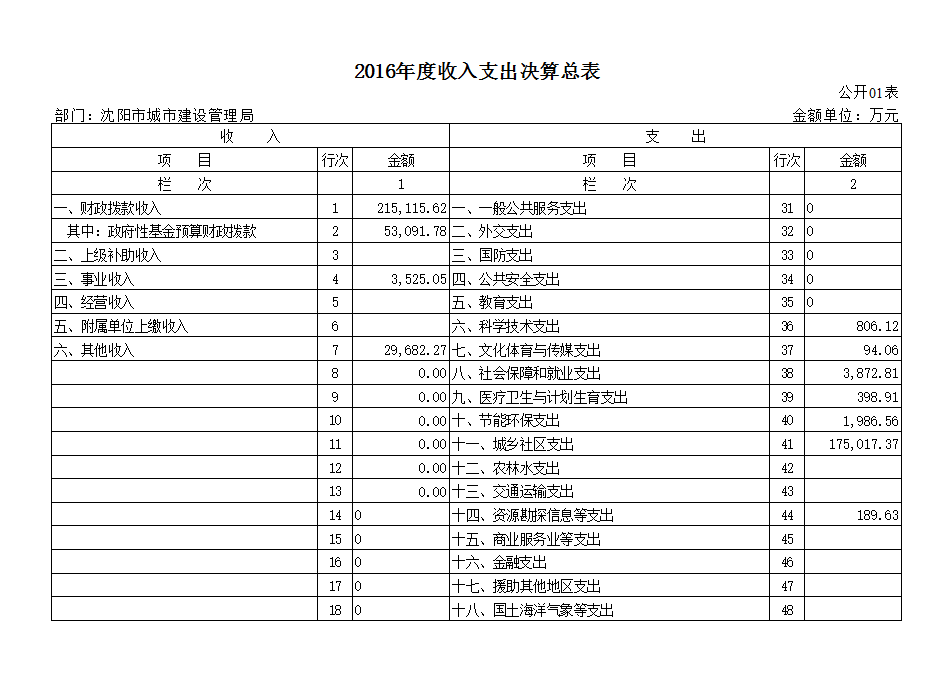 2016年度收入支出决算总表
公开01表
部门：沈阳市城市建设管理局 金额单位：万元
收 入 支 出
项 目 行次 金额 项 目 行次 金额
栏 次 1 栏 次 2
一、财政拨款收入 1 215,115.62 一、一般公共服务支出 31 0
其中：政府性基金预算财政拨款 2 53,091.78 二、外交支出 32 0
二、上级补助收入 3 三、国防支出 33 0
三、事业收入 4 3,525.05 四、公共安全支出 34 0
四、经营收入 5 五、教育支出 35 0
五、附属单位上缴收入 6 六、科学技术支出 36 806.12
六、其他收入 7 29,682.27 七、文化体育与传媒支出 37 94.06
8 0.00 八、社会保障和就业支出 38 3,872.81
9 0.00 九、医疗卫生与计划生育支出 39 398.91
10 0.00 十、节能环保支出 40 1,986.56
11 0.00 十一、城乡社区支出 41 175,017.37
12 0.00 十二、农林水支出 42
13 0.00 十三、交通运输支出 43
14 0 十四、资源勘探信息等支出 44 189.63
15 0 十五、商业服务业等支出 45
16 0 十六、金融支出 46
17 0 十七、援助其他地区支出 47
18 0 十八、国土海洋气象等支出 48